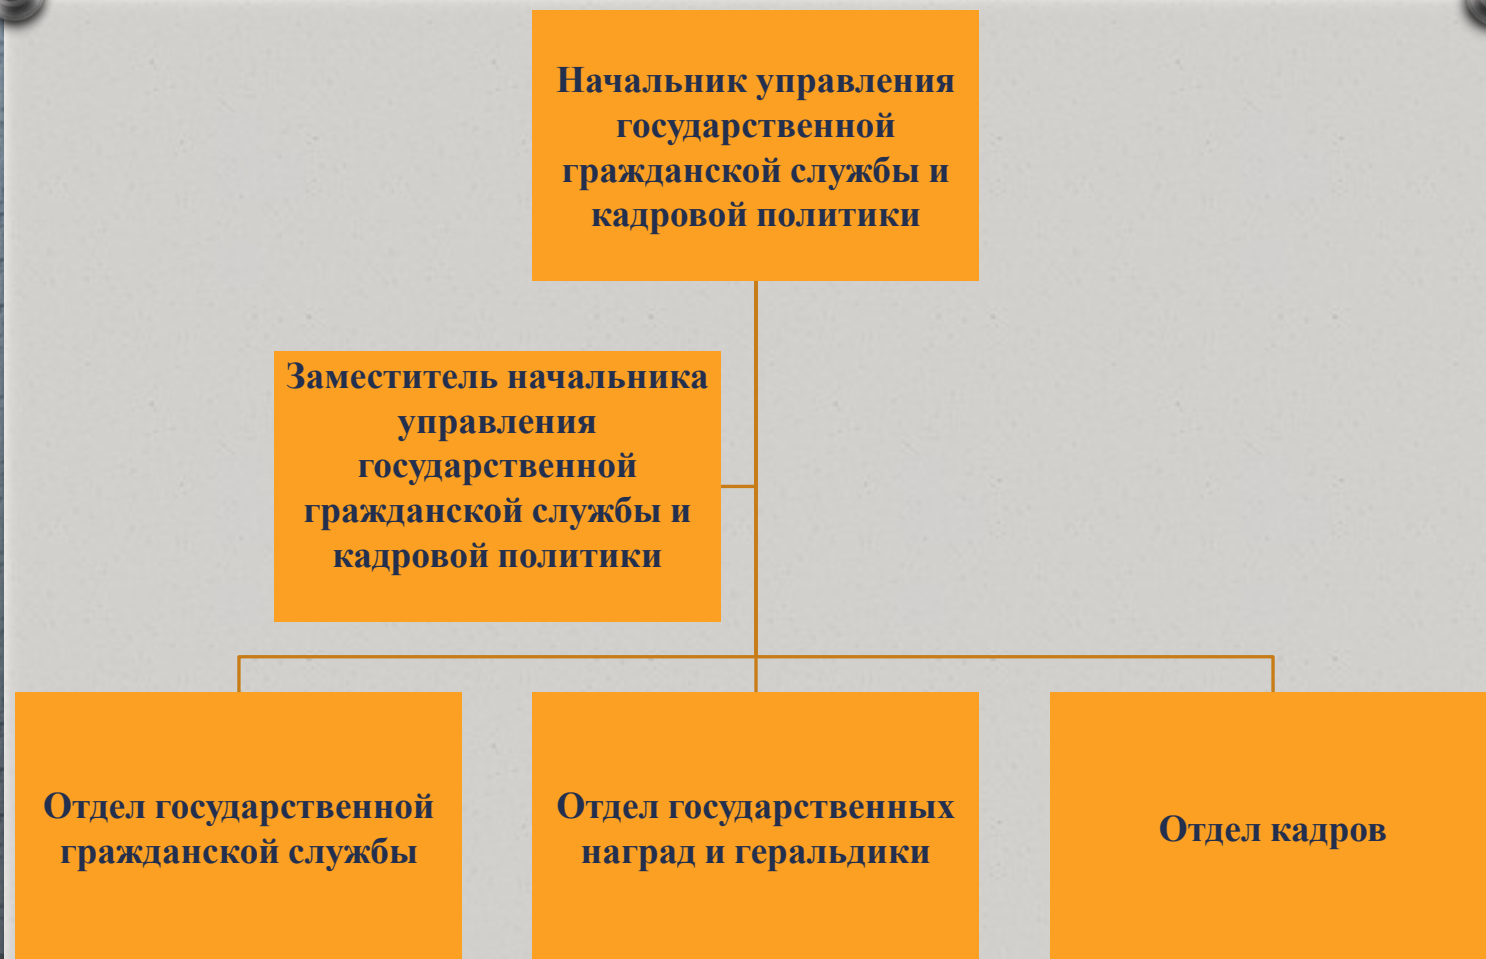 Начальник управления
государственной
гражданской службы и
кадровой политики
Заместитель начальника
управления
государственной
гражданской службы и
кадровой политики
Отдел государственной
гражданской службы
Отдел государственных
наград и геральдики
Отдел кадров